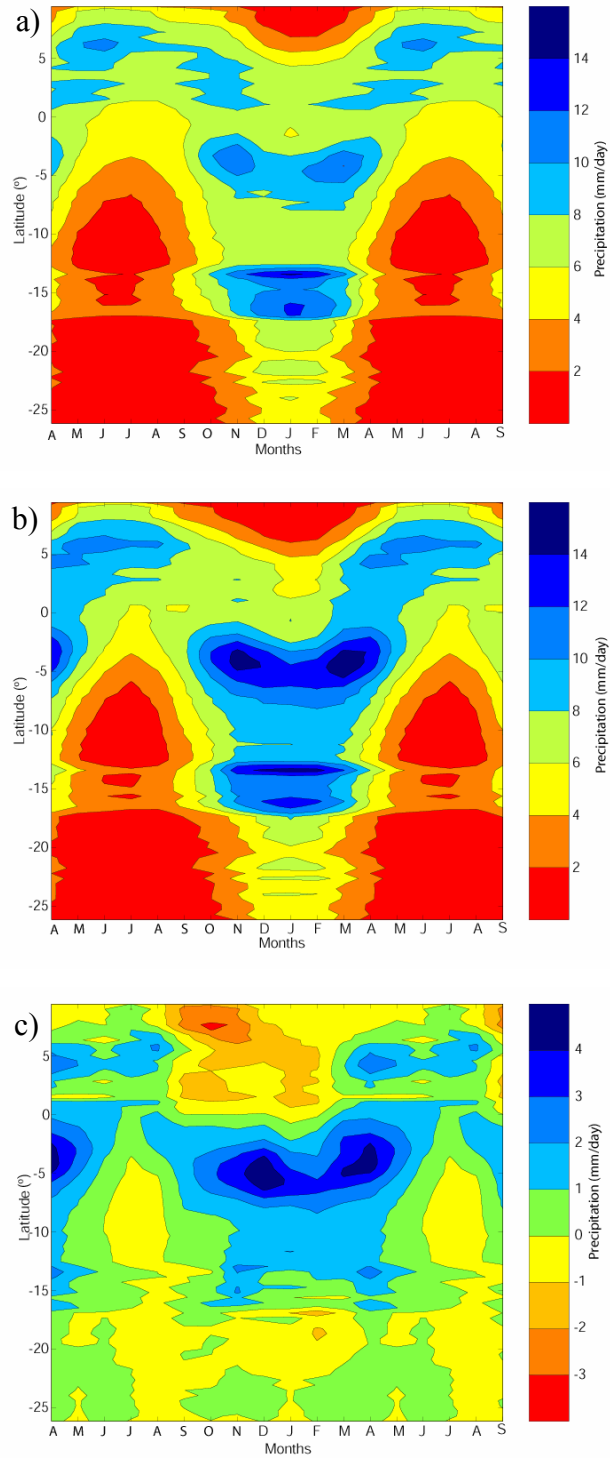 a)
5
0
-5
-10
-15
-20
-25
Latitude (º)
A M J J A S O N D J F M A M J J A S
Months
14
12
10
8
6
4
2
Precipitation (mm/day)
b)
5
0
-5
-10
-15
-20
-25
Latitude (º)
A M J J A S O N D J F M A M J J A S
Months
14
12
10
8
6
4
2
Precipitation (mm/day)
c)
5
0
-5
-10
-15
-20
-25
Latitude (º)
A M J J A S O N D J F M A M J J A S
Months
4
3
2
1
0
-1
-2
-3
Precipitation (mm/day)